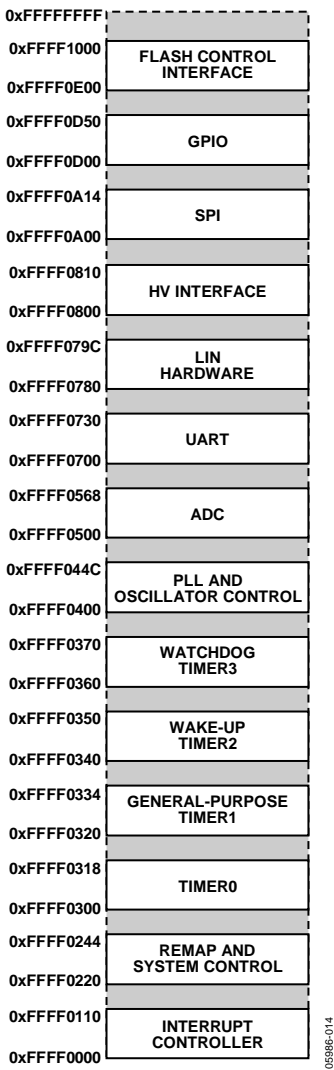 0xFFFFFFFF
0xFFFF1000
FLASH CONTROL
INTERFACE
0xFFFF0E00
0xFFFF0D50
GPIO
0xFFFF0D00
0xFFFF0A14
SPI
0xFFFF0A00
0xFFFF0810
HV INTERFACE
0xFFFF0800
0xFFFF079C
LIN
HARDWARE
0xFFFF0780
0xFFFF0730
UART
0xFFFF0700
0xFFFF0568
ADC
0xFFFF0500
0xFFFF044C
PLL AND
OSCILLATOR CONTROL
0xFFFF0400
0xFFFF0370
WATCHDOG
TIMER3
0xFFFF0360
0xFFFF0350
WAKE-UP
TIMER2
0xFFFF0340
0xFFFF0334
GENERAL-PURPOSE
TIMER1
0xFFFF0320
0xFFFF0318
TIMER0
0xFFFF0300
0xFFFF0244
REMAP AND
SYSTEM CONTROL
0xFFFF0220
0xFFFF0110
INTERRUPT
CONTROLLER
0xFFFF0000
05986-014